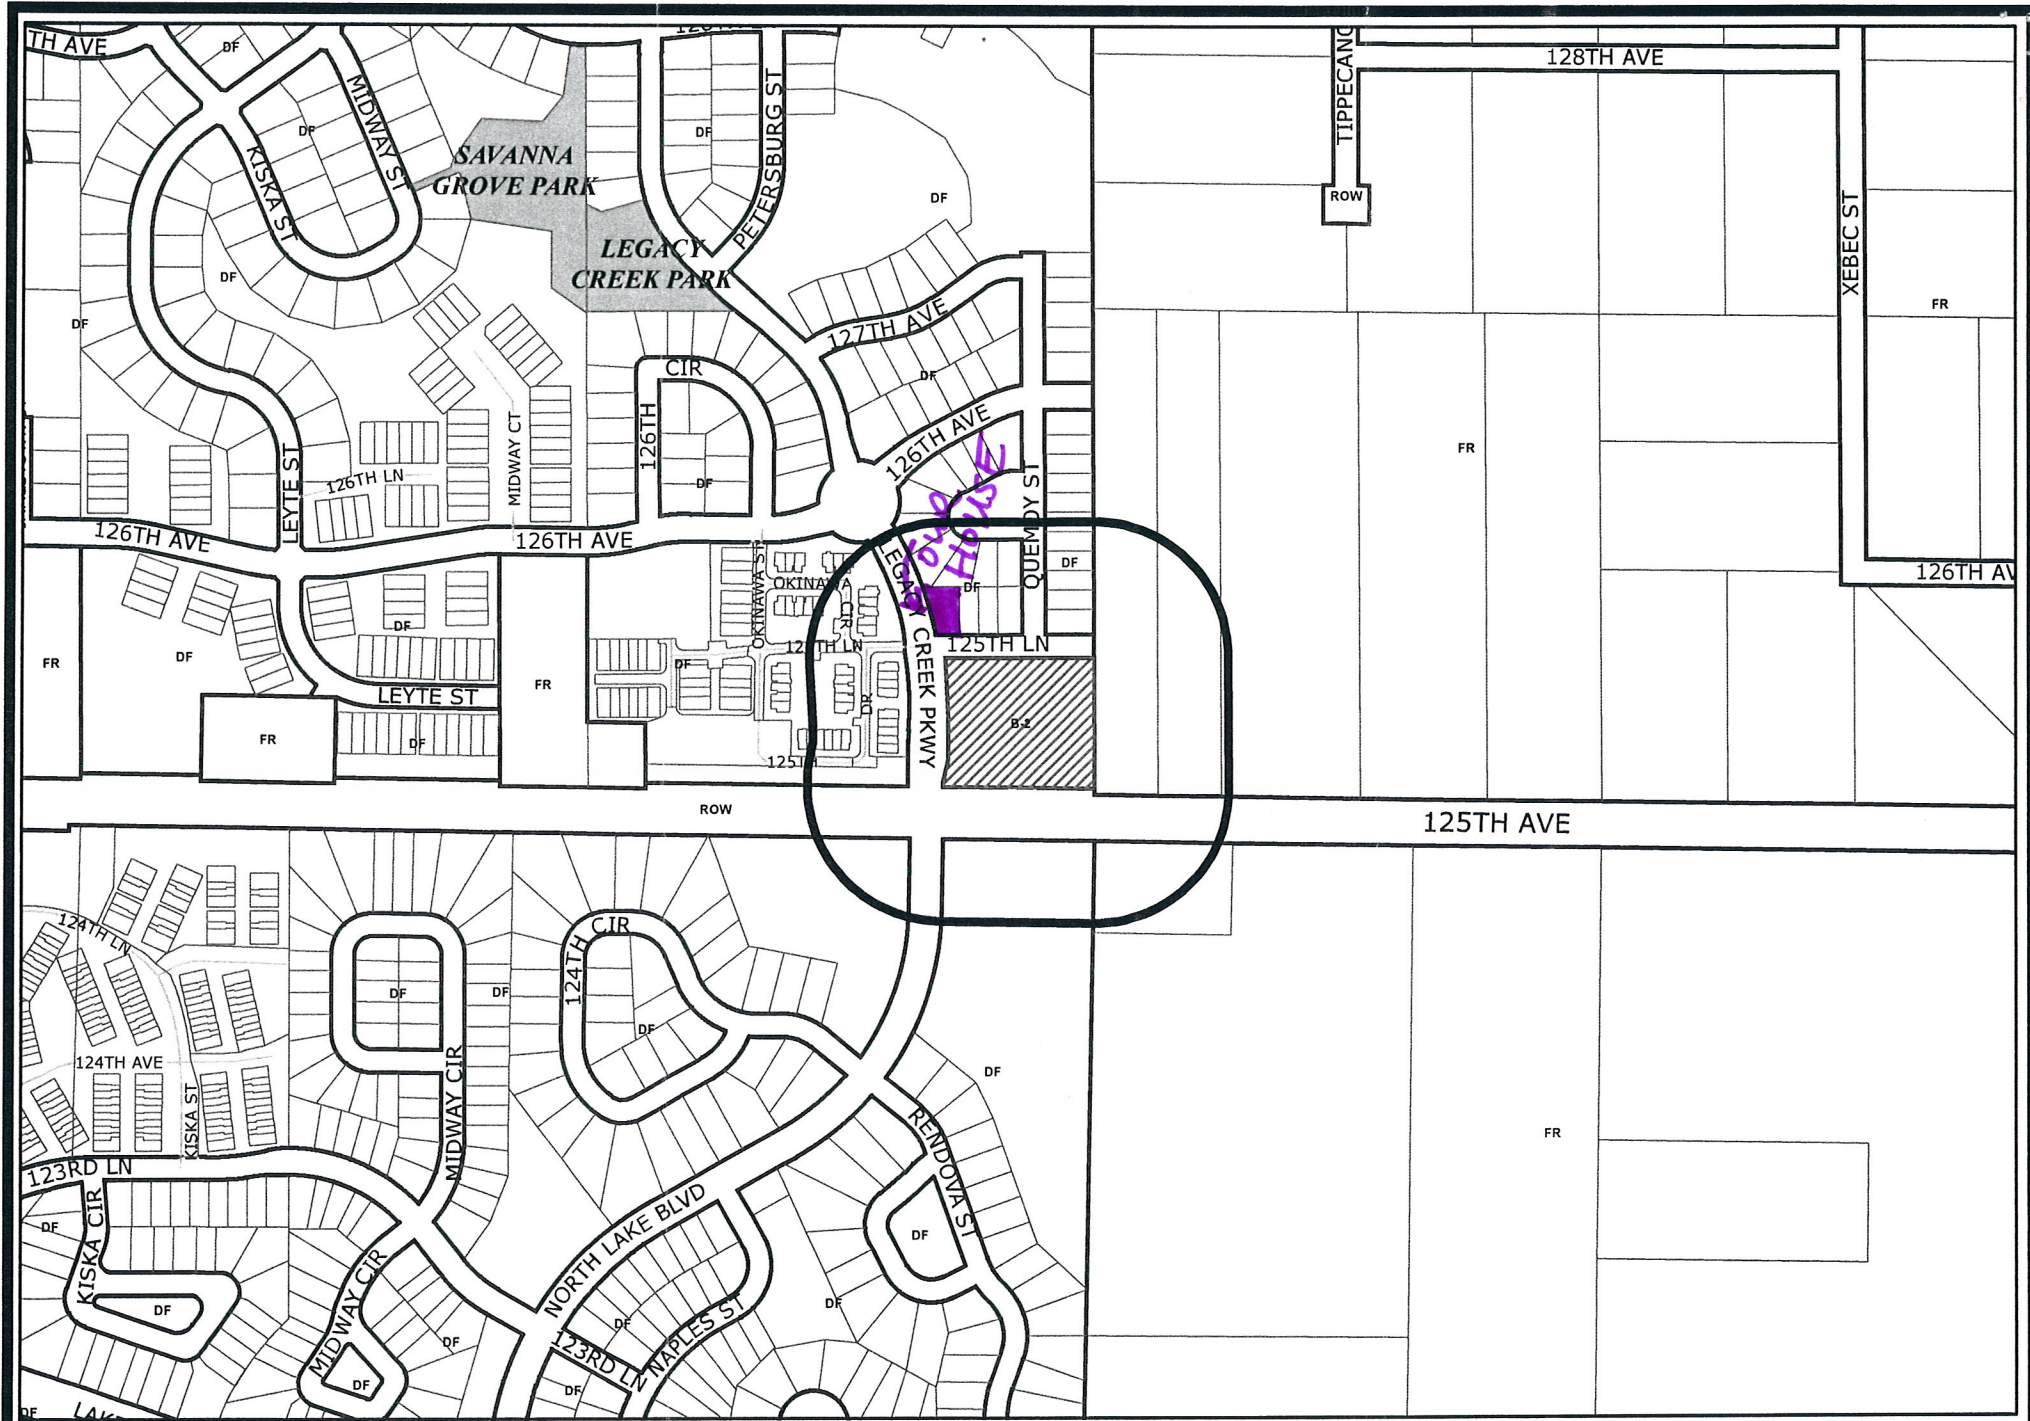 TH AVE
DF
MIDWAY ST
DF
KISKA ST
SAVANNA
GROVE PARK
LEGACY
CREEK PARK
DF
PETERSBURG ST
DF
TIPPECANO
128TH AVE
ROW
XEBEC ST
FR
DF
DF
127TH AVE
DF
126TH
CIR
DF
126TH AVE
FR
LEYTE ST
126TH LN
MIDWAY CT
QUEMOY ST
House
126TH AVE
126TH AVE
OKINAWA ST
OKINAWA
CIR
LEGACY CREEK PKWY
DF
DF
126TH AV
FR
DF
DF
FR
DF
125TH LN
125TH LN
DR
B-2
LEYTE ST
FR
DF
125TH
ROW
125TH AVE
124TH LN
DF
DF
124TH
CIR
DF
124TH AVE
KISKA ST
MIDWAY CIR
DF
RENDOVA ST
FR
123RD LN
DF
KISKA CIR
DF
MIDWAY CIR
DF
DF
NORTH LAKE BLVD
DF
NAPLES ST
123RD LN
DF
DF
DF
DF